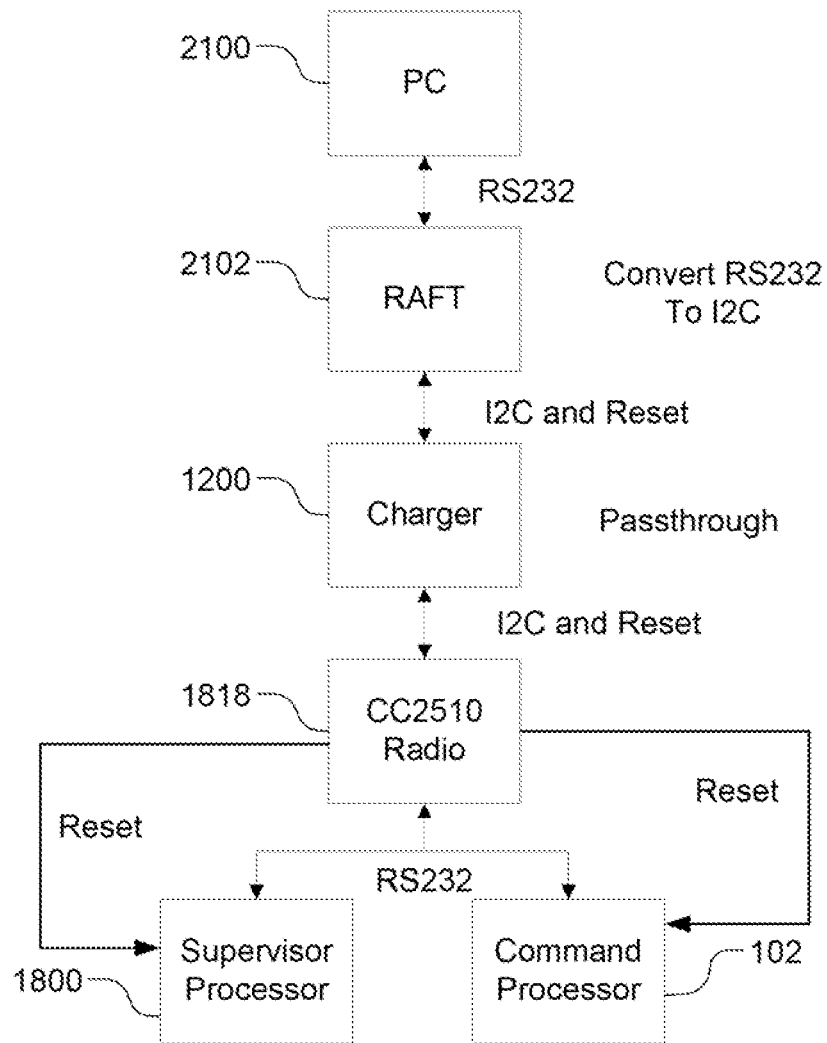 2100
PC
RS232
2102
RAFT
Convert RS232
To I2C
I2C and Reset
1200
Charger
Passthrough
I2C and Reset
1818
CC2510
Radio
Reset
Reset
RS232
Supervisor
Processor
Command
Processor
1800
102